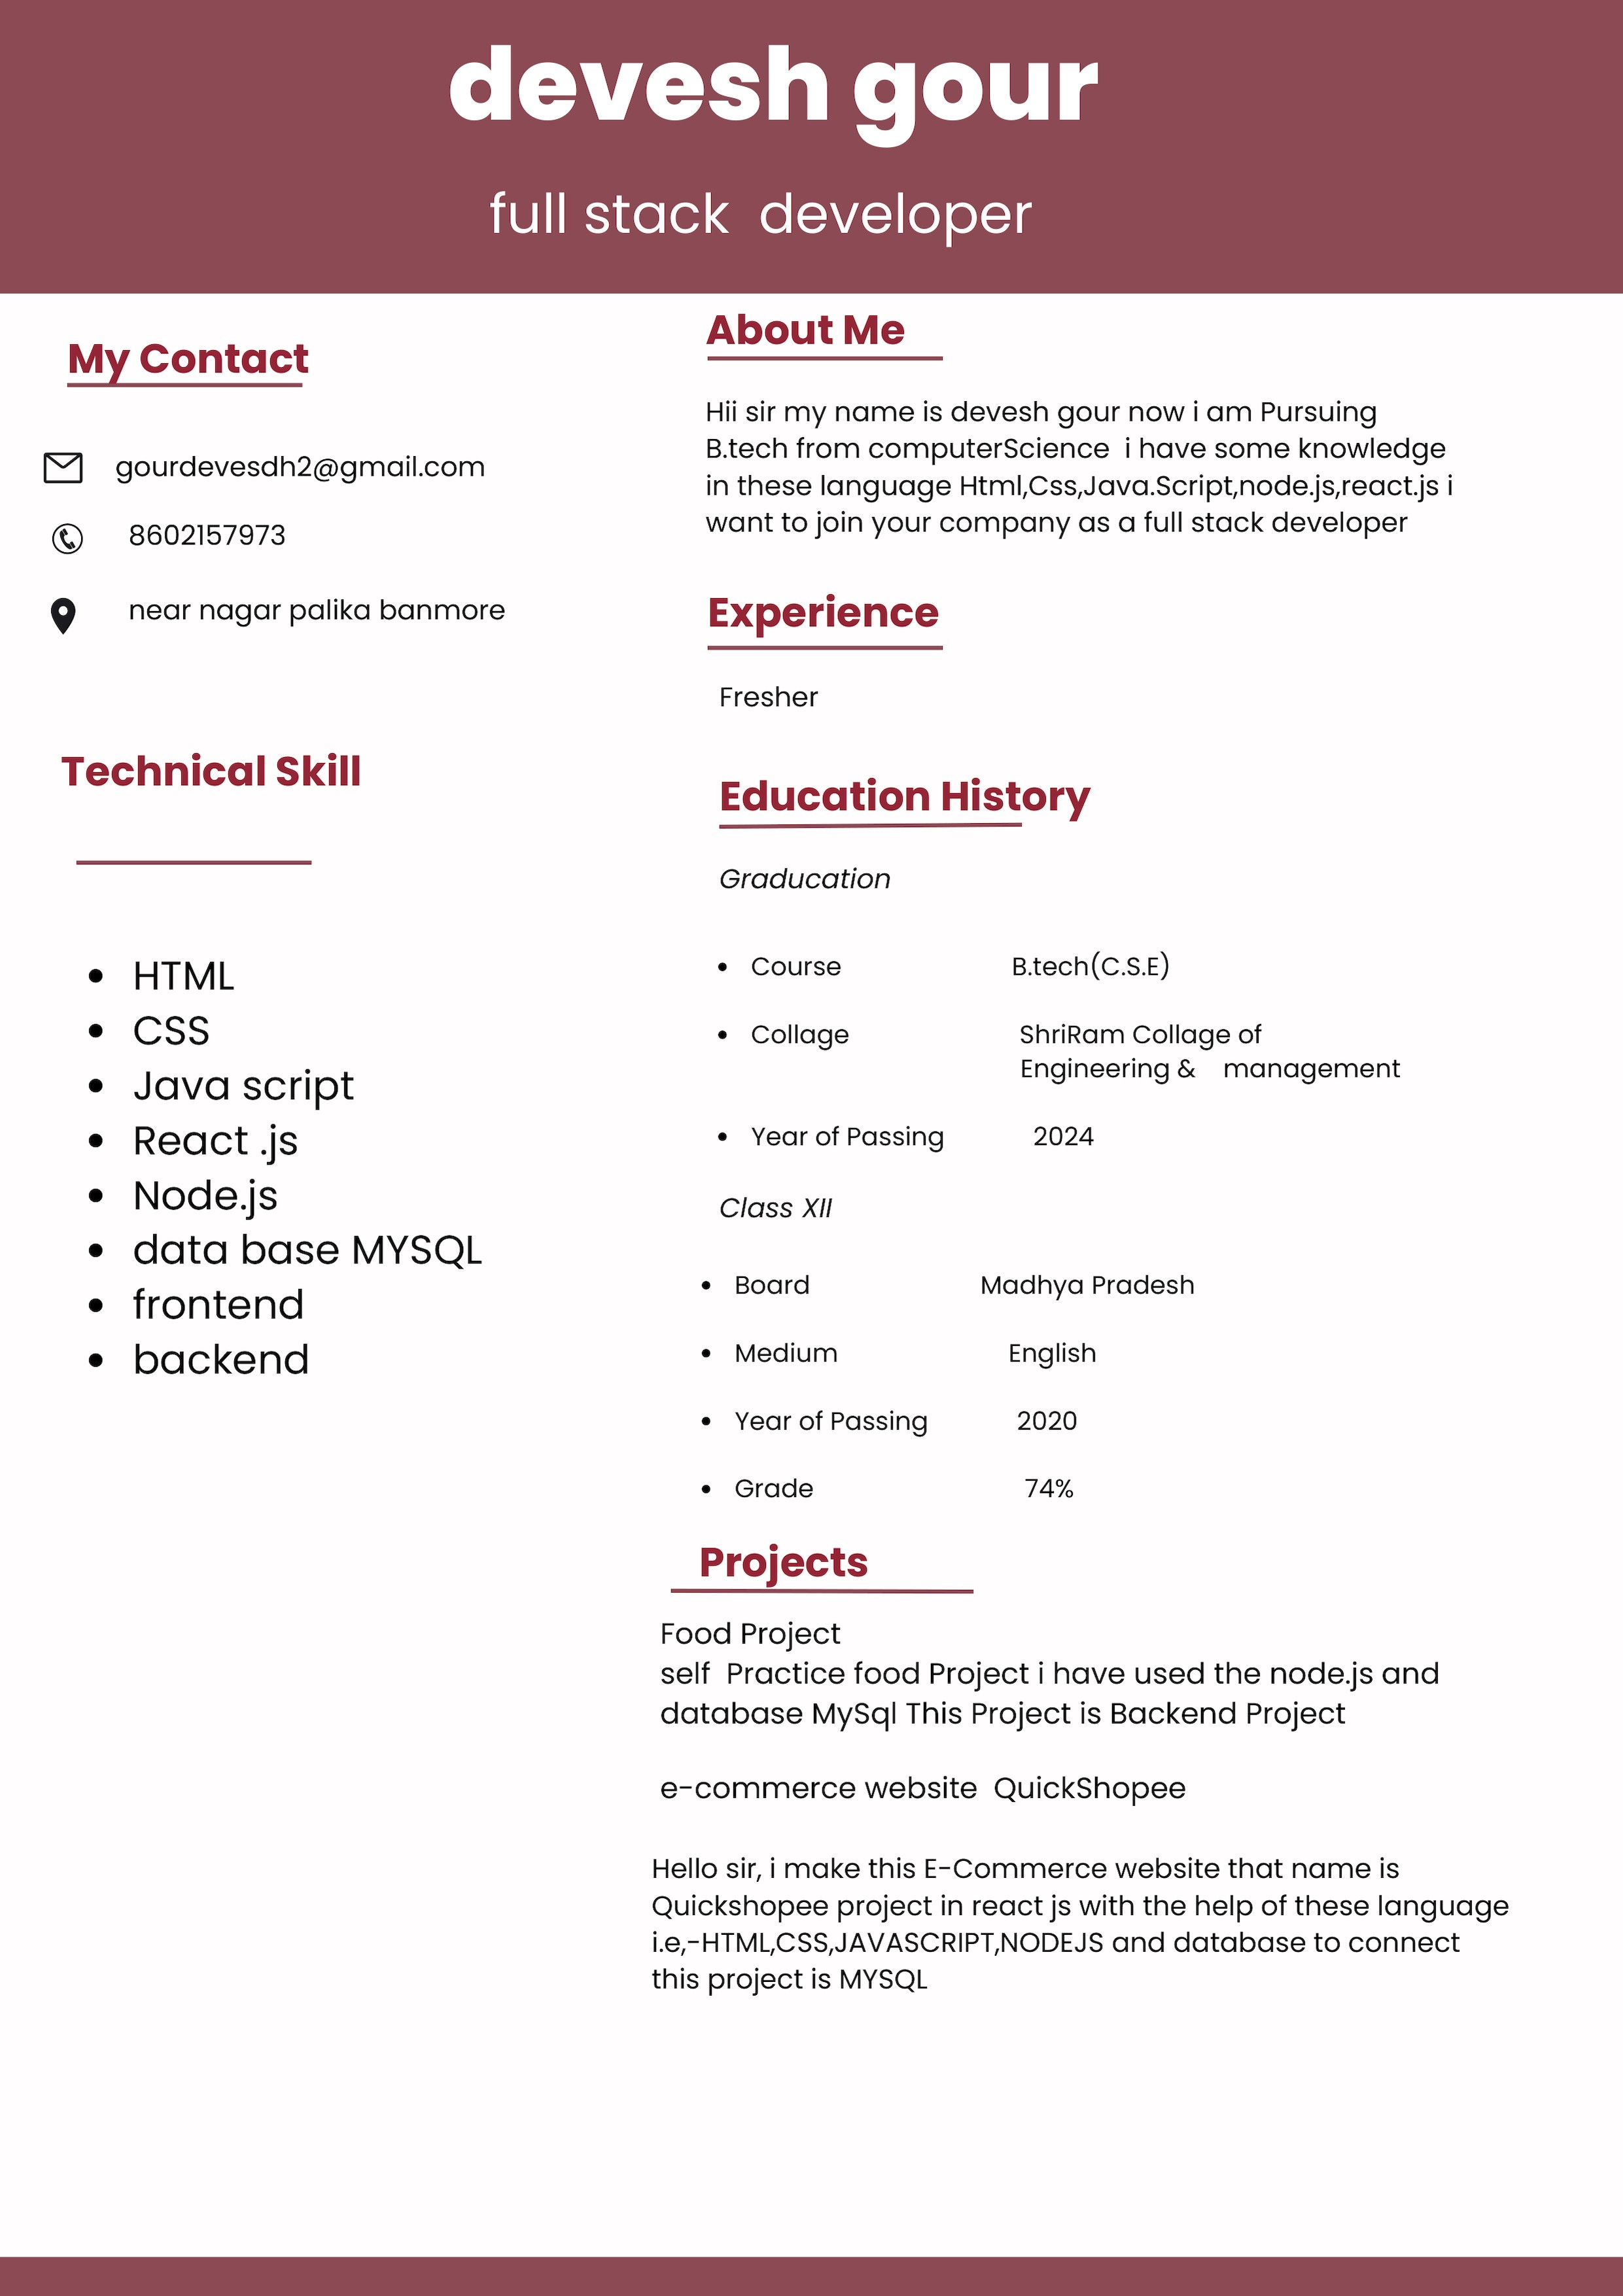 devesh gour
full stack  developer
My Contact
gourdevesdh2@gmail.com
8602157973
near nagar palika banmore
Technical Skill
HTML
CSS
Java script
React .js
Node.js
data base MYSQL
frontend
backend
About Me
Hii sir my name is devesh gour now i am Pursuing
B.tech from computerScience  i have some knowledge
in these language Html,Css,Java.Script,node.js,react.js i
want to join your company as a full stack developer
Experience
Fresher
Education History
Graducation
Course B.tech(C.S.E)
Collage ShriRam Collage of
Engineering &  management
Year of Passing 2024
Class XII
Board Madhya Pradesh
Medium English
Year of Passing 2020
Grade 74%
Projects
Food Project
self  Practice food Project i have used the node.js and
database MySql This Project is Backend Project
e-commerce website  QuickShopee
Hello sir, i make this E-Commerce website that name is
Quickshopee project in react js with the help of these language
i.e,-HTML,CSS,JAVASCRIPT,NODEJS and database to connect
this project is MYSQL